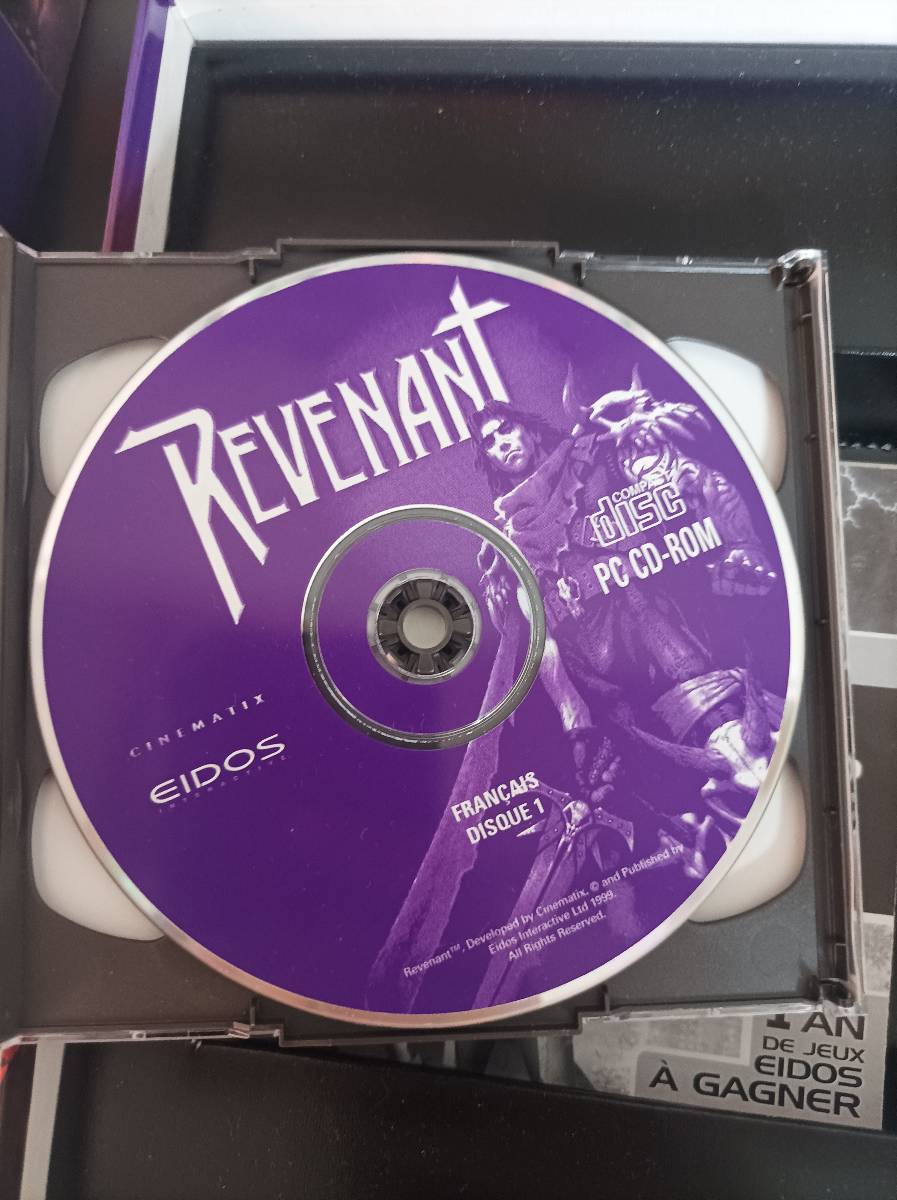 REVENANT
COMPACT
disc
PC CD-ROM
CINEMATIX
EIDOS
INTERACTIVE
FRANÇAIS
DISQUE 1
Revenant™, Developed by Cinematix, © and Published by
Eidos Interactive Ltd 1999.
All Rights Reserved.
1 AN
DE JEUX
EIDOS
À GAGNER